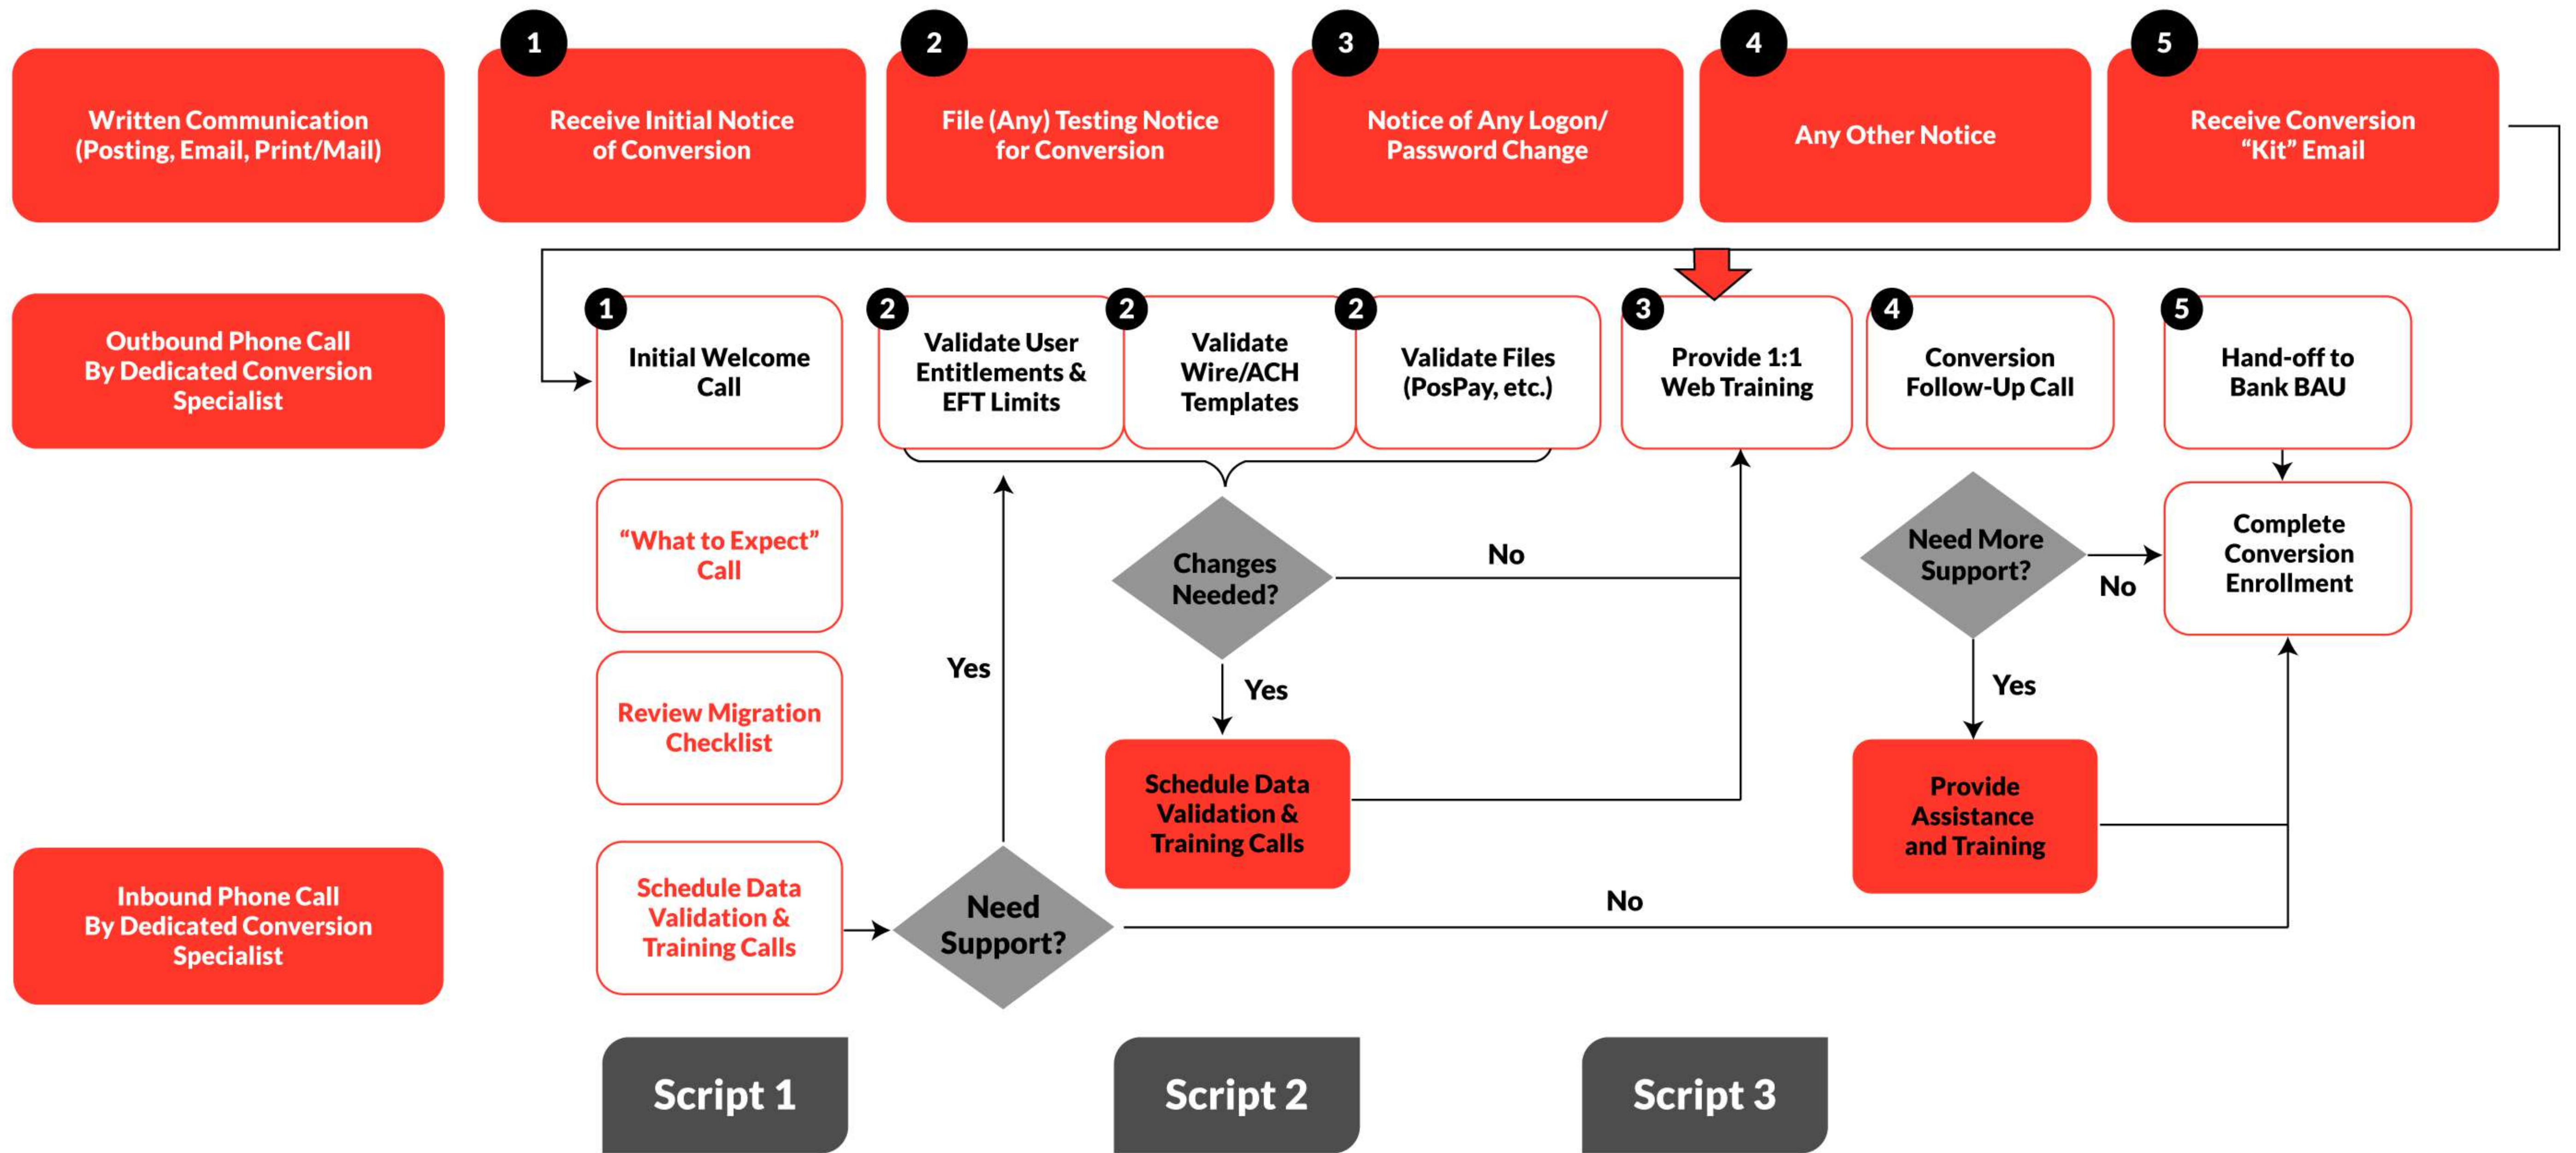 1
2
3
4
5
Written Communication
(Posting, Email, Print/Mail)
Receive Initial Notice
of Conversion
File (Any) Testing Notice
for Conversion
Notice of Any Logon/
Password Change
Any Other Notice
Receive Conversion
“Kit” Email
Outbound Phone Call
By Dedicated Conversion
Specialist
1
Initial Welcome
Call
2
Validate User
Entitlements &
EFT Limits
2
Validate
Wire/ACH
Templates
2
Validate Files
(PosPay, etc.)
3
Provide 1:1
Web Training
4
Conversion
Follow-Up Call
5
Hand-off to
Bank BAU
“What to Expect”
Call
Changes
Needed?
No
Need More
Support?
No
Complete
Conversion
Enrollment
Yes
Yes
Yes
Review Migration
Checklist
Schedule Data
Validation &
Training Calls
Provide
Assistance
and Training
Inbound Phone Call
By Dedicated Conversion
Specialist
Schedule Data
Validation &
Training Calls
Need
Support?
No
Script 1
Script 2
Script 3